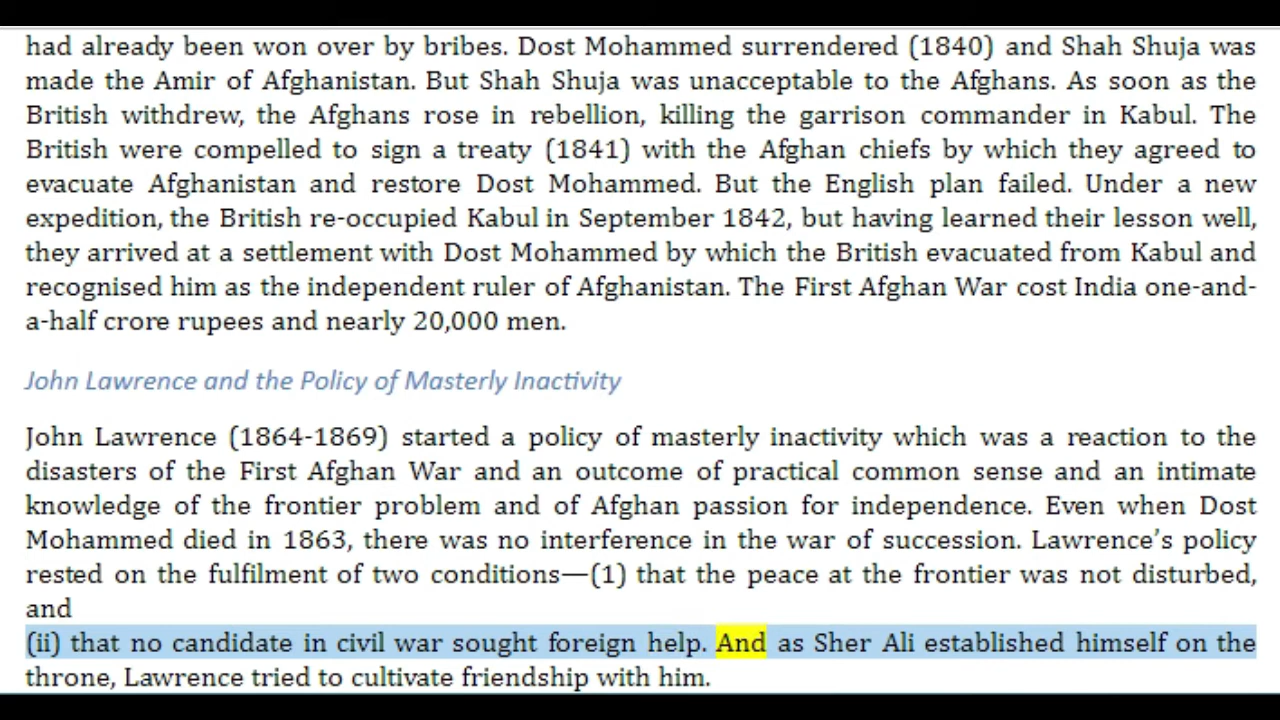 had already been won over by bribes. Dost Mohammed surrendered (1840) and Shah Shuja was
made the Amir of Afghanistan. But Shah Shuja was unacceptable to the Afghans. As soon as the
British withdrew, the Afghans rose in rebellion, killing the garrison commander in Kabul. The
British were compelled to sign a treaty (1841) with the Afghan chiefs by which they agreed to
evacuate Afghanistan and restore Dost Mohammed. But the English plan failed. Under a new
expedition, the British re-occupied Kabul in September 1842, but having learned their lesson well,
they arrived at a settlement with Dost Mohammed by which the British evacuated from Kabul and
recognised him as the independent ruler of Afghanistan. The First Afghan War cost India one-and-
a-half crore rupees and nearly 20,000 men.
John Lawrence and the Policy of Masterly Inactivity
John Lawrence (1864-1869) started a policy of masterly inactivity which was a reaction to the
disasters of the First Afghan War and an outcome of practical common sense and an intimate
knowledge of the frontier problem and of Afghan passion for independence. Even when Dost
Mohammed died in 1863, there was no interference in the war of succession. Lawrence’s policy
rested on the fulfilment of two conditions—(1) that the peace at the frontier was not disturbed,
and
(ii) that no candidate in civil war sought foreign help. And as Sher Ali established himself on the
throne, Lawrence tried to cultivate friendship with him.